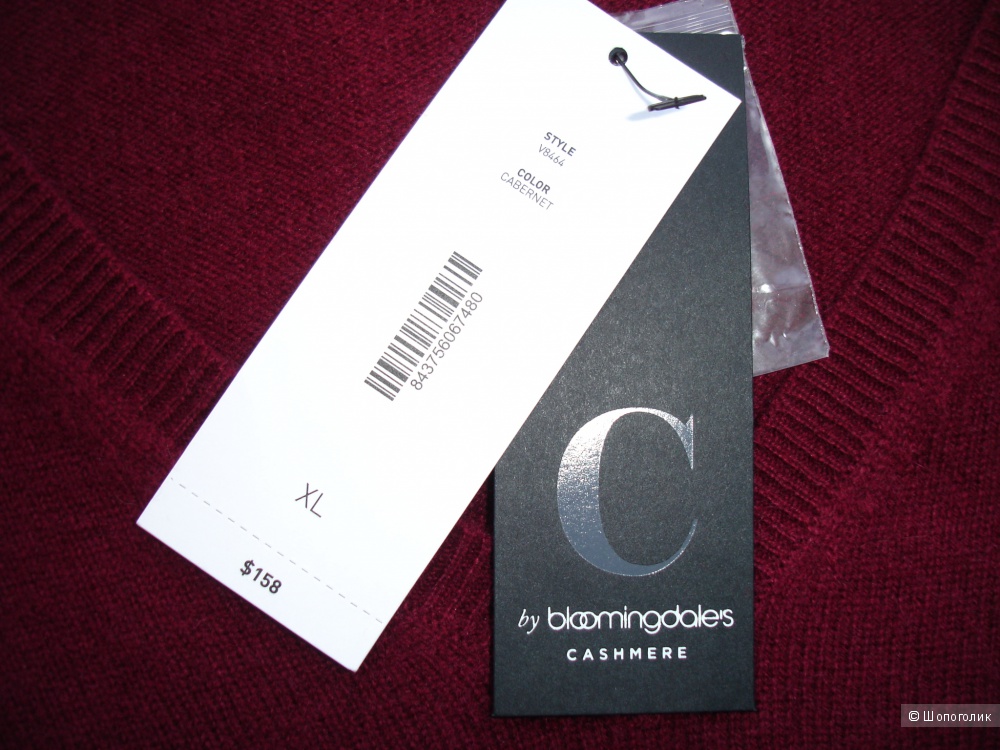 STYLE
V8464
COLOR
CABERNET
843756067480
XL
$158
C
by bloomingdale's
CASHMERE
© Шопоголик